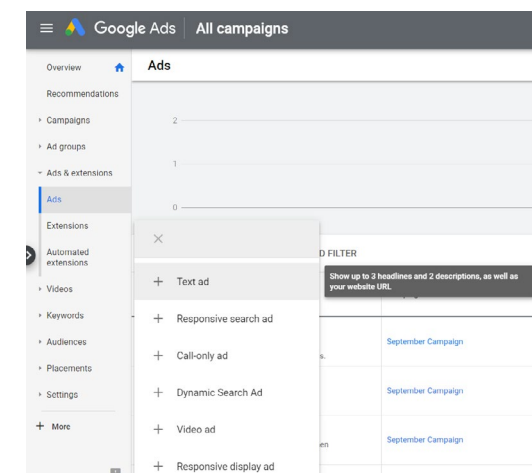 Google Ads All campaigns
Overview
Recommendations
Campaigns
Ad groups
Ads & extensions
Ads
Extensions
Automated
extensions
Videos
Keywords
Audiences
Placements
Settings
+ More
Ads
2
1
0
D FILTER
Show up to 3 headlines and 2 descriptions, as well as
your website URL
+ Text ad
+ Responsive search ad
+ Call-only ad
+ Dynamic Search Ad
+ Video ad
+ Responsive display ad
s.
en
September Campaign
September Campaign
September Campaign